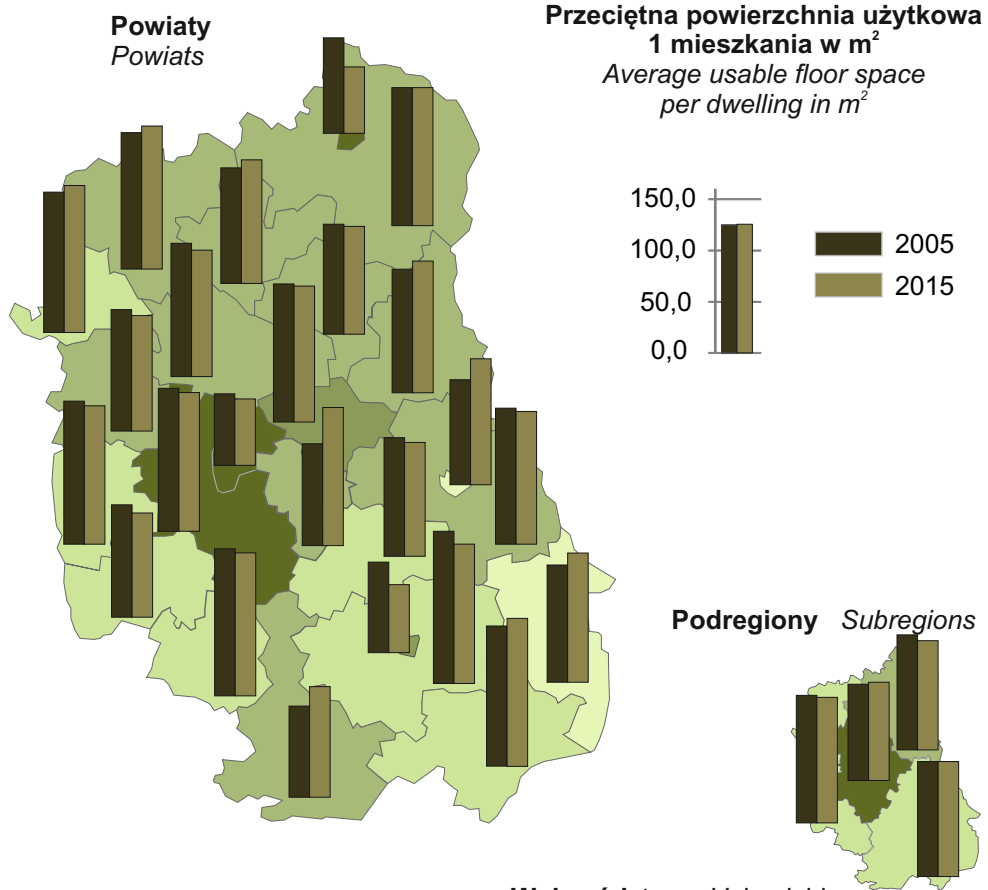 Powiaty
Powiats
Przeciętna powierzchnia użytkowa
1 mieszkania w m²
Average usable floor space
per dwelling in m²
150,0
100,0
50,0
0,0
2005
2015
Podregiony Subregions